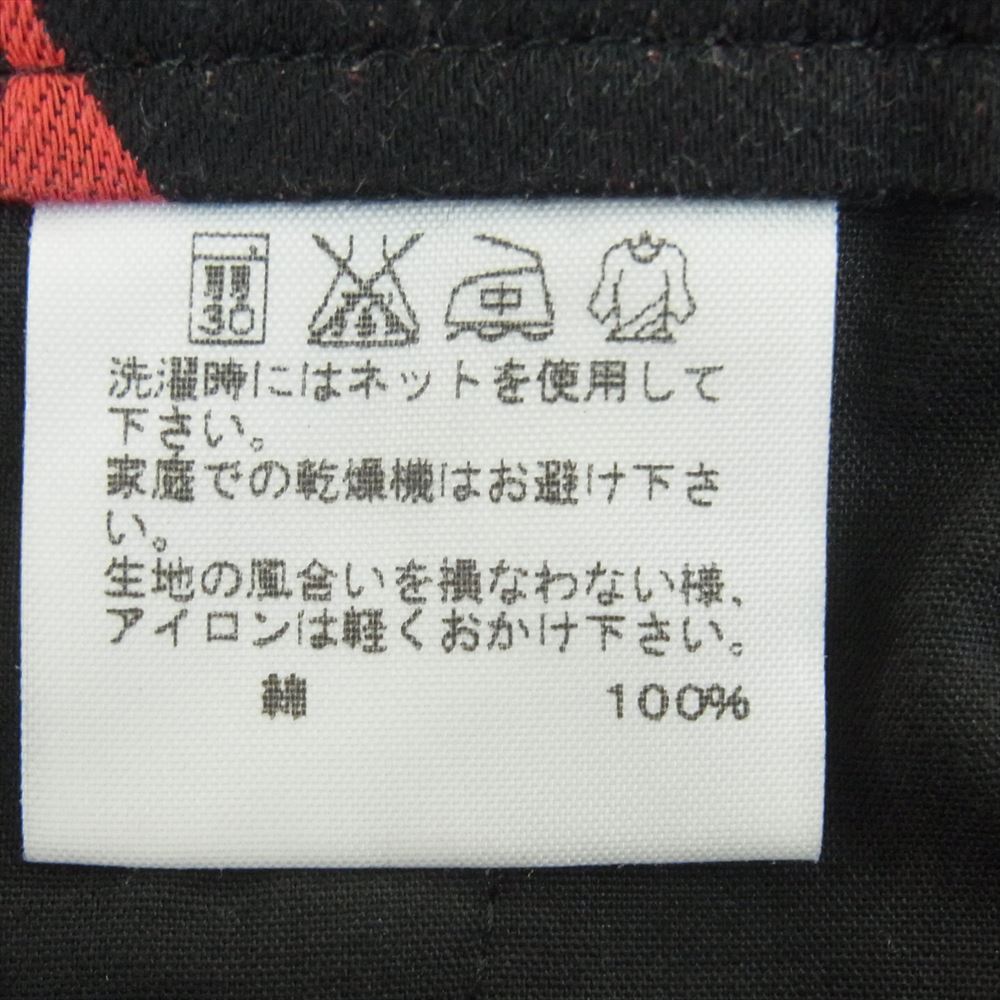 30
中
洗濯時にはネットを使用して
下さい。
家庭での乾燥機はお避け下さ
い。
生地の風合いを損なわない様、
アイロンは軽くおかけ下さい。
綿 100%